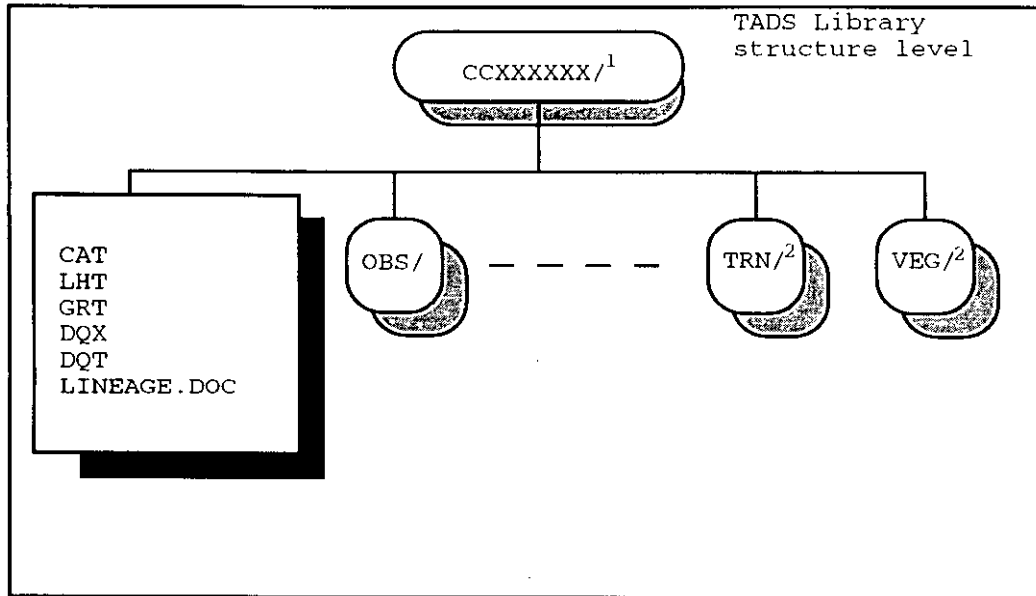 TADS Library
structure level
CCXXXXXX/¹
CAT
LHT
GRT
DQX
DQT
LINEAGE.DOC
OBS/
TRN/²
VEG/²